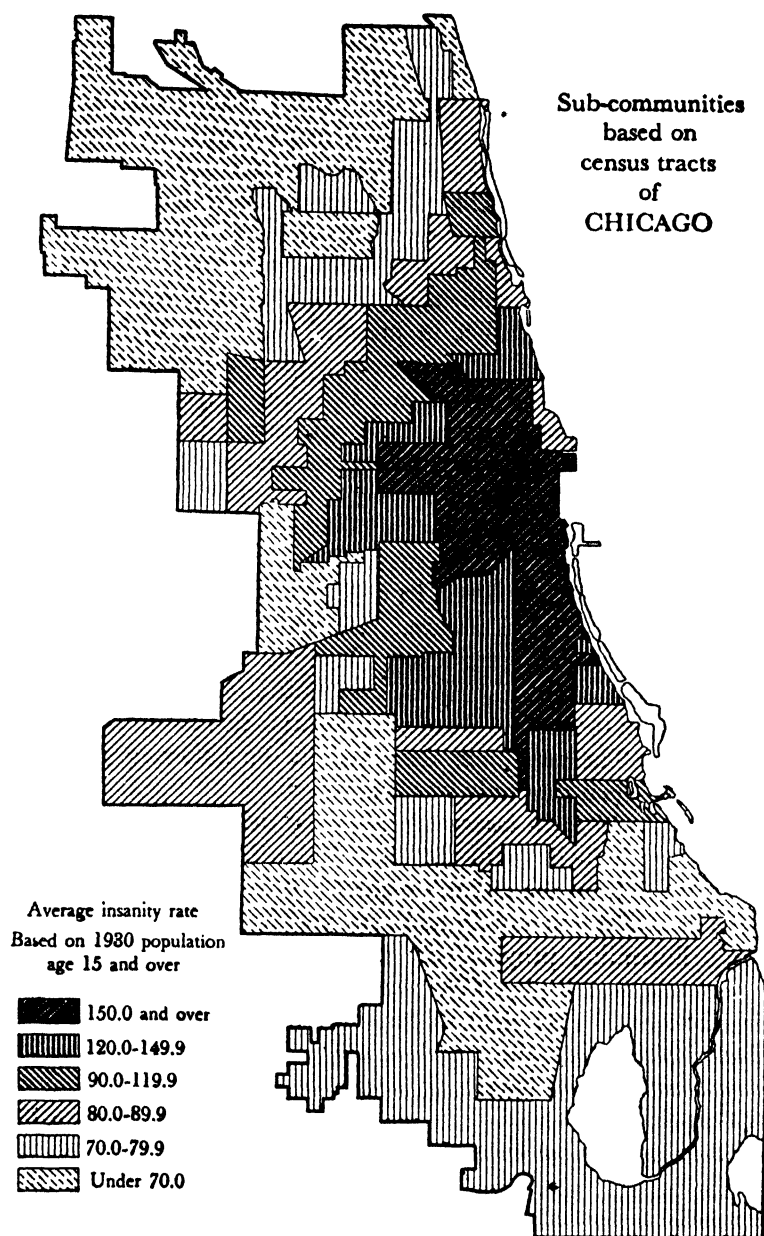 Sub-communities
based on
census tracts
of
CHICAGO
Average insanity rate
Based on 1930 population
age 15 and over
150.0 and over
120.0-149.9
90.0-119.9
80.0-89.9
70.0-79.9
Under 70.0